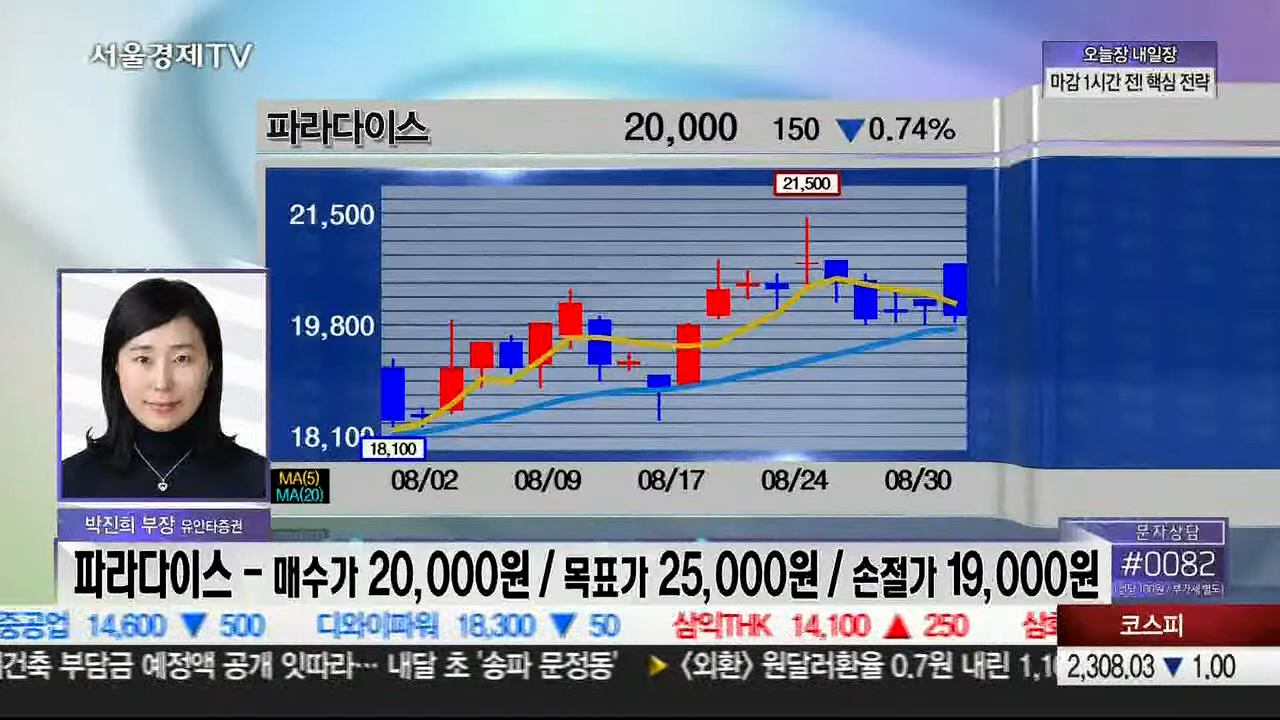 서울경제TV
오늘장 내일장
마감 1시간 전! 핵심 전략
파라다이스 20,000 150 ▼0.74%
21,500
21,500
19,800
18,100
18,100
08/02 08/09 08/17 08/24 08/30
MA(5)
MA(20)
박진희 부장 유안타증권
파라다이스 - 매수가 20,000원 / 목표가 25,000원 / 손절가 19,000원
문자상담
#0082
중공업 14,600 ▼ 500 디와이파워 18,300 ▼ 50 삼익THK 14,100 ▲ 250
코스피
건축 부담금 예정액 공개 잇따라… 내달 초 '송파 문정동' ▶ 〈외환〉 원달러환율 0.7원 내린
2,308.03 ▼ 1.00